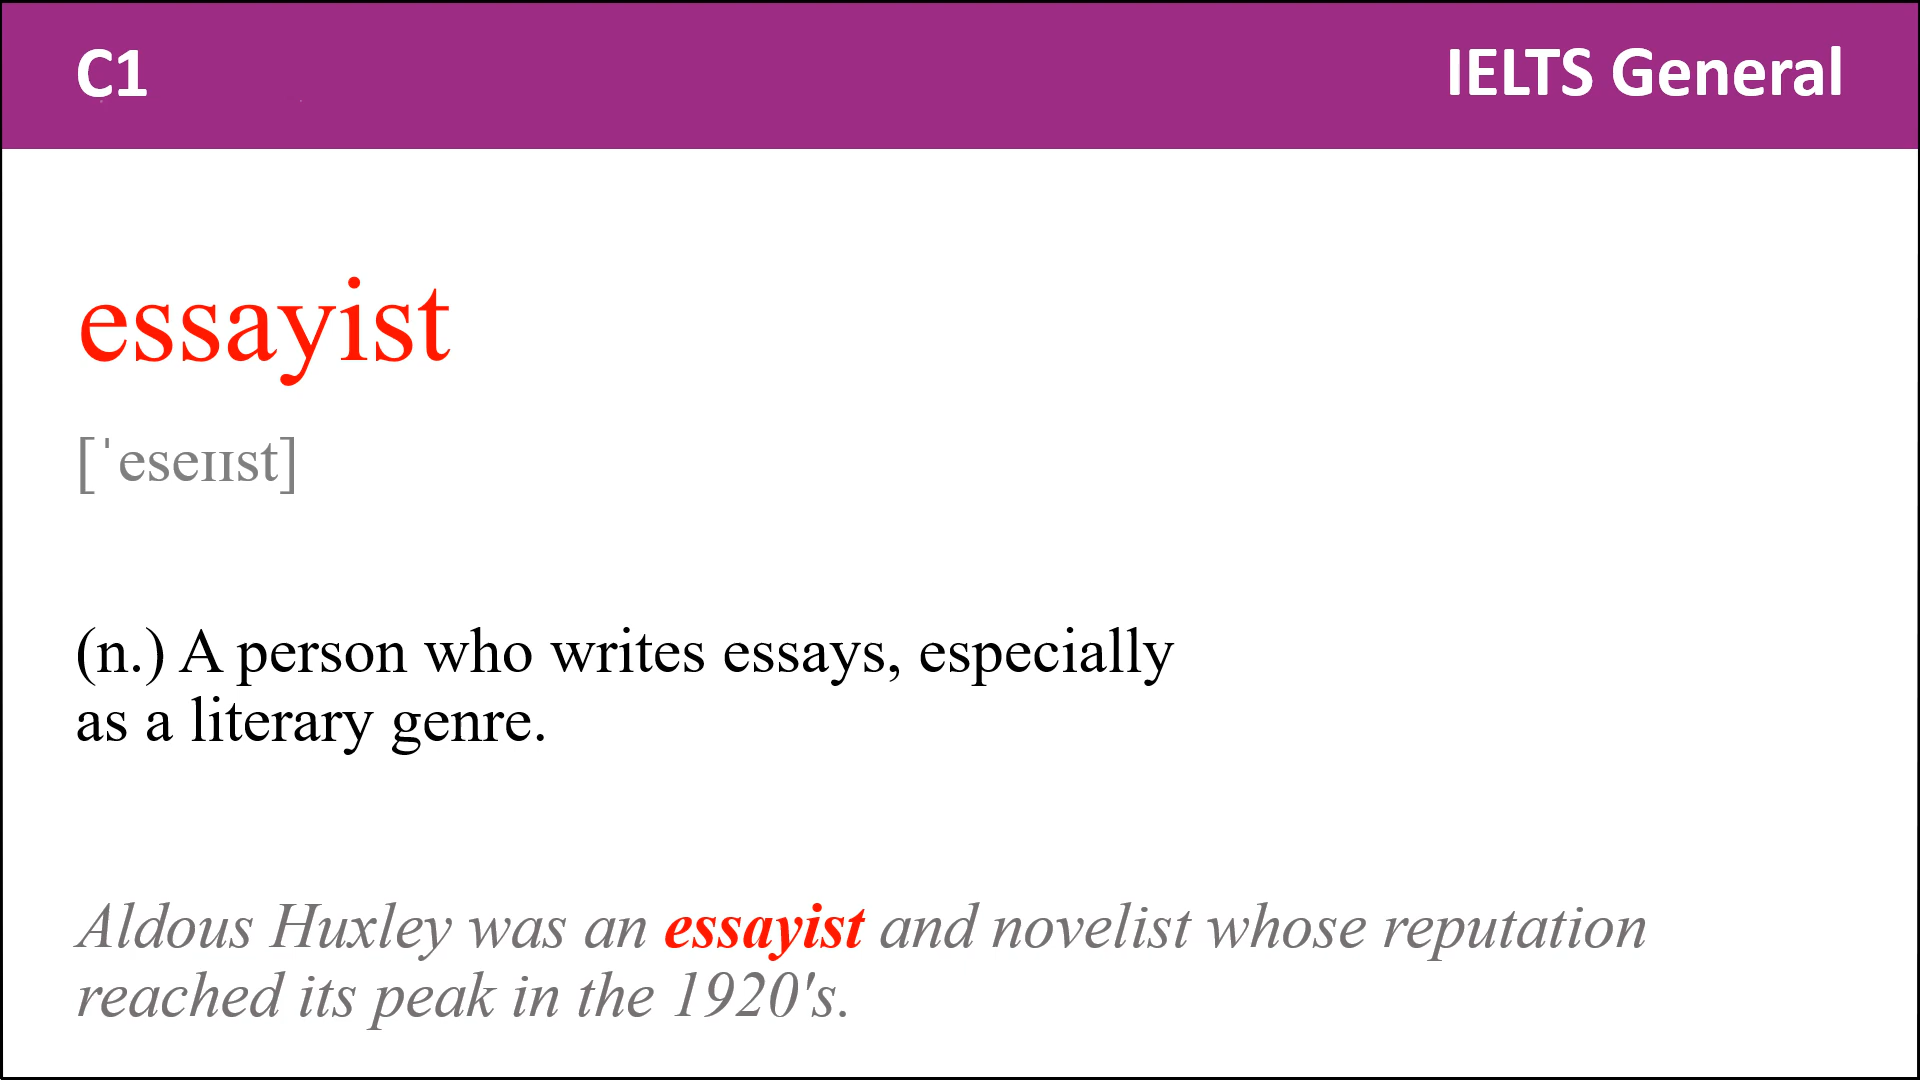 C1
IELTS General
essayist
[ˈeseɪɪst]
(n.) A person who writes essays, especially
as a literary genre.
Aldous Huxley was an essayist and novelist whose reputation
reached its peak in the 1920's.